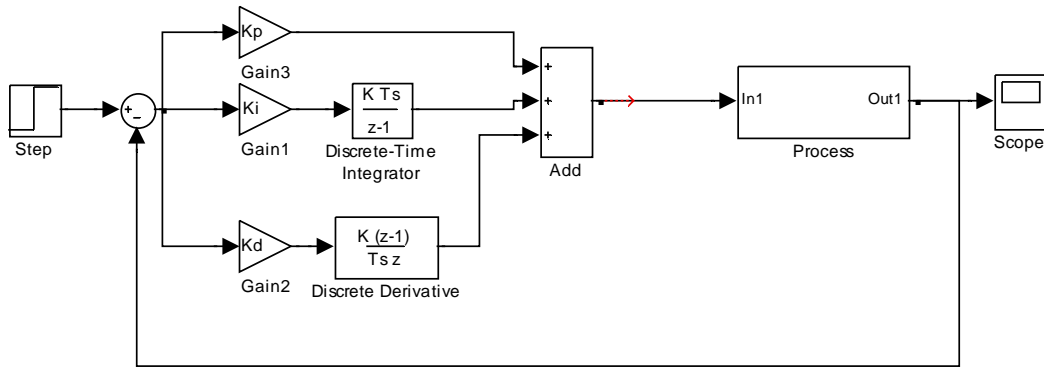 Step
+
−
Kp
Gain3
Ki
Gain1
K Ts
z-1
Discrete-Time
Integrator
Kd
Gain2
K (z-1)
Ts z
Discrete Derivative
+
+
+
Add
In1
Out1
Process
Scope